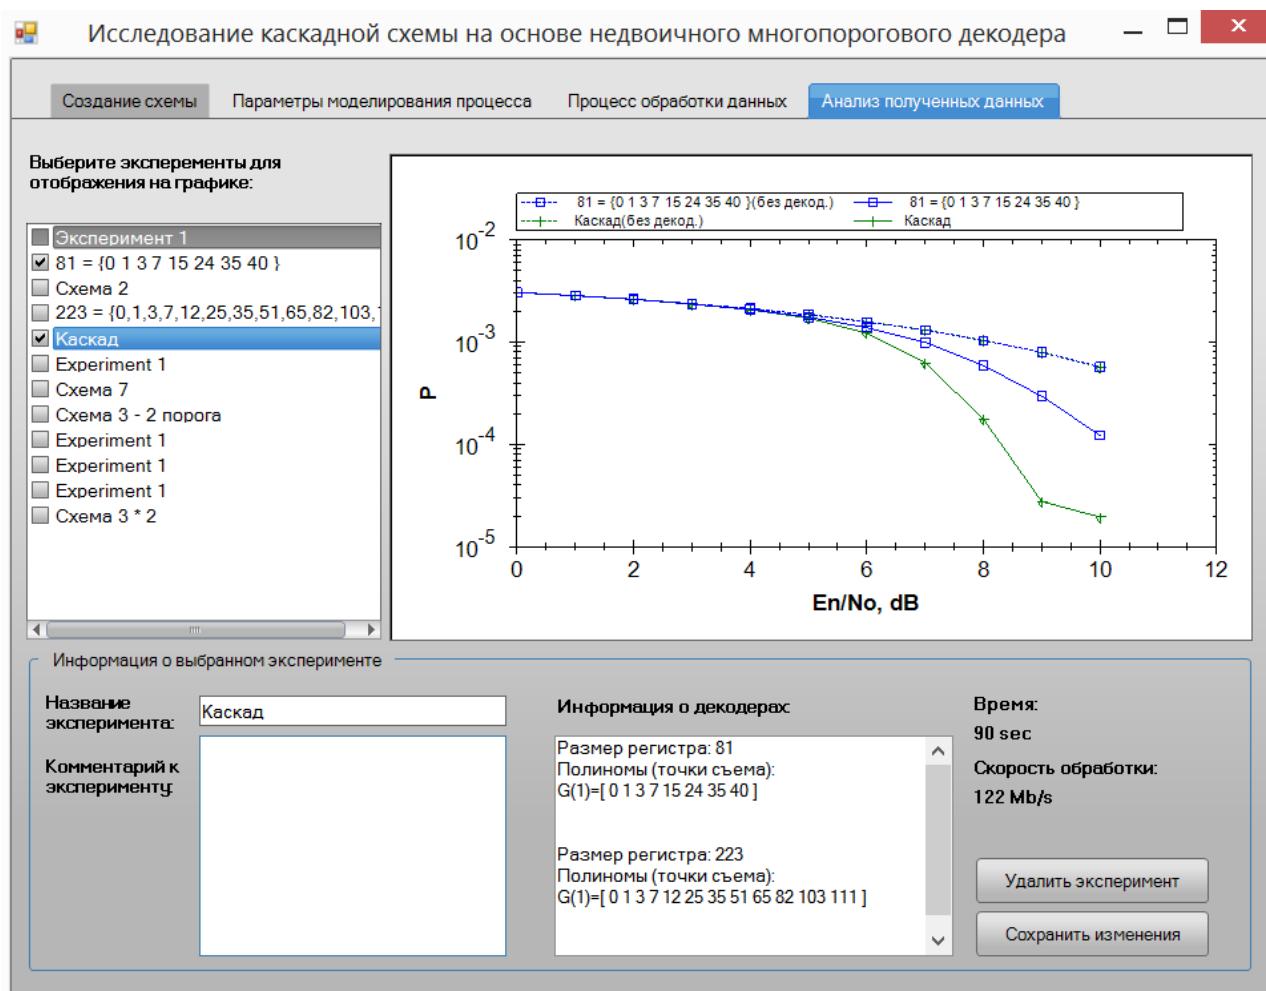 Исследование каскадной схемы на основе недвоичного многопорогового декодера
Создание схемы
Параметры моделирования процесса
Процесс обработки данных
Анализ полученных данных
Выберите эксперементы для
отображения на графике:
Эксперимент 1
81 = {0 1 3 7 15 24 35 40 }
Схема 2
223 = {0,1,3,7,12,25,35,51,65,82,103,1
Каскад
Experiment 1
Схема 7
Схема 3 - 2 порога
Experiment 1
Experiment 1
Experiment 1
Схема 3 * 2
81 = {0 1 3 7 15 24 35 40 }(без декод.)
81 = {0 1 3 7 15 24 35 40 }
Каскад(без декод.)
Каскад
10-2
10-3
10-4
10-5
P
0 2 4 6 8 10 12
En/No, dB
Информация о выбранном эксперименте
Название
эксперимента:
Каскад
Комментарий к
эксперименту:
Информация о декодерах:
Размер регистра: 81
Полиномы (точки съема):
G(1)=[ 0 1 3 7 15 24 35 40 ]
Размер регистра: 223
Полиномы (точки съема):
G(1)=[ 0 1 3 7 12 25 35 51 65 82 103 111 ]
Время:
90 sec
Скорость обработки:
122 Mb/s
Удалить эксперимент
Сохранить изменения